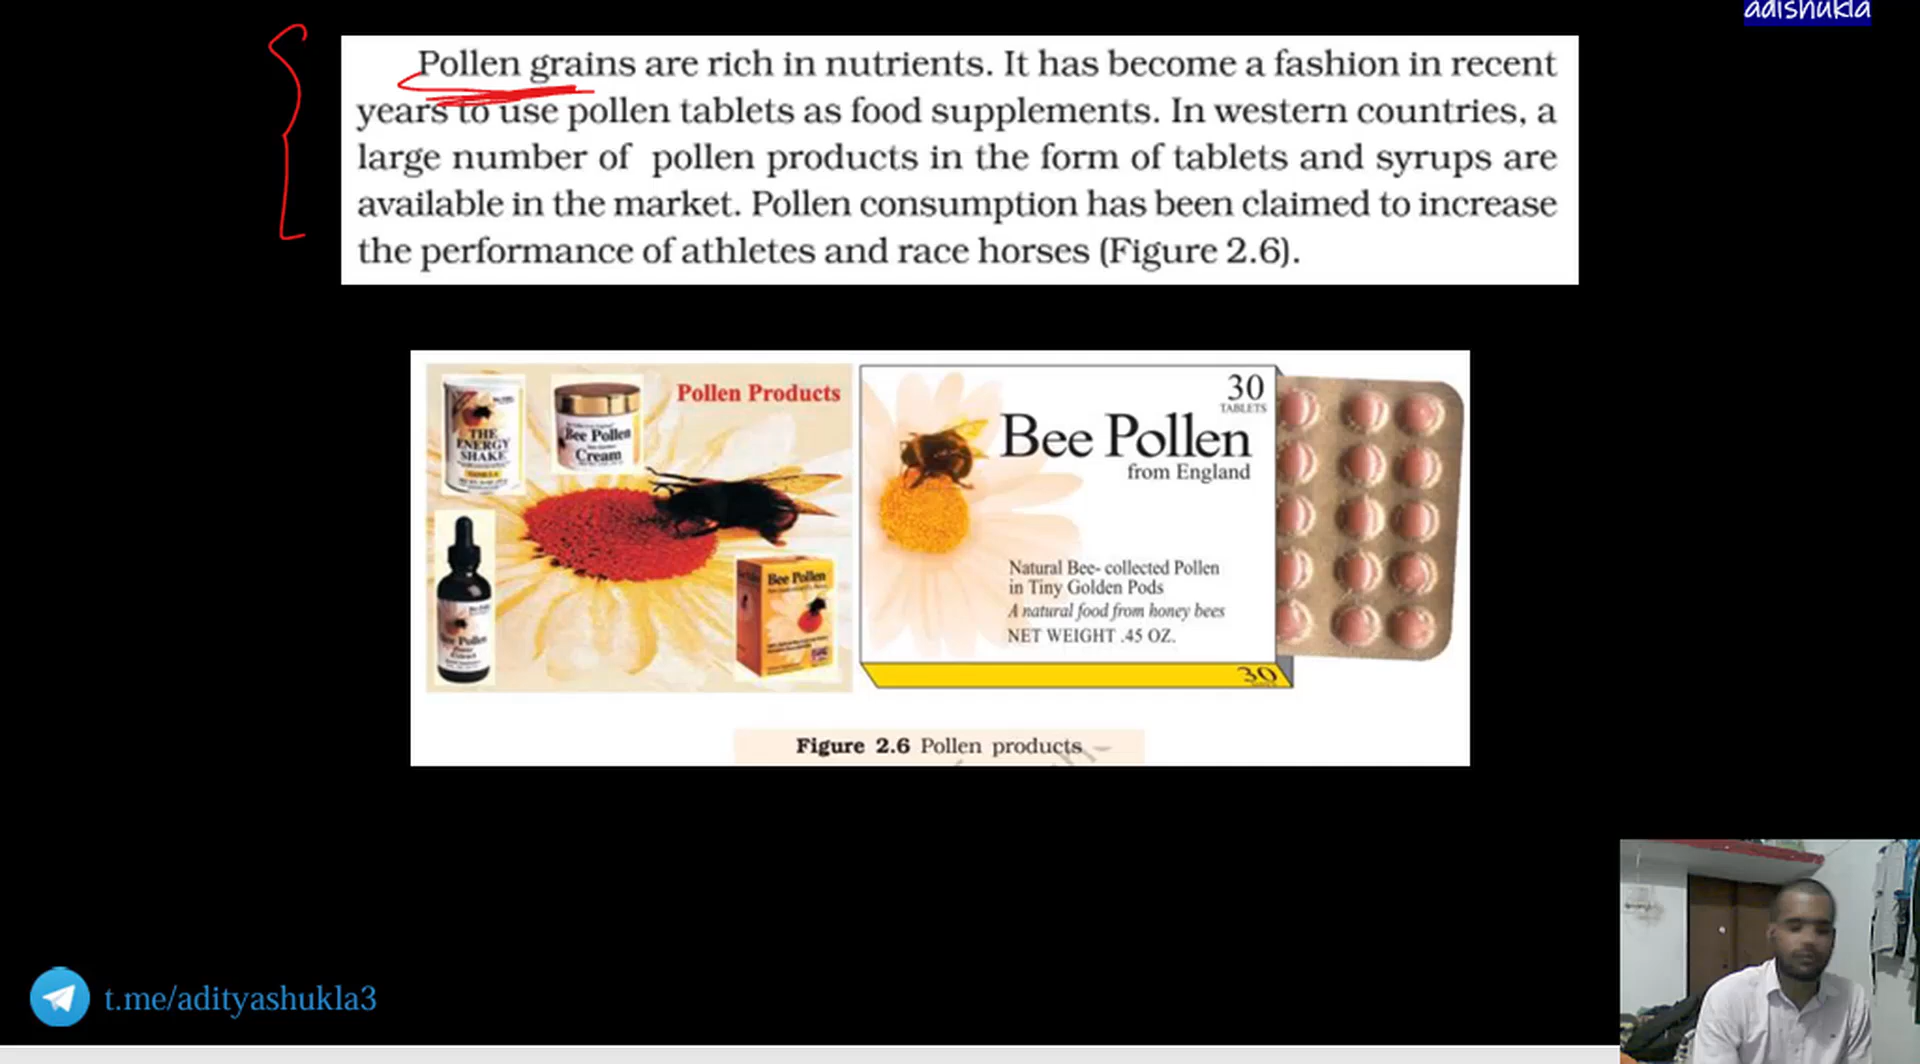 adishukla
Pollen grains are rich in nutrients. It has become a fashion in recent
years to use pollen tablets as food supplements. In western countries, a
large number of pollen products in the form of tablets and syrups are
available in the market. Pollen consumption has been claimed to increase
the performance of athletes and race horses (Figure 2.6).
Pollen Products
THE
ENERGY
SHAKE
Bee Pollen
Cream
Bee Pollen
Bee Pollen
30
TABLETS
Bee Pollen
from England
Natural Bee- collected Pollen
in Tiny Golden Pods
A natural food from honey bees
NET WEIGHT .45 OZ.
30
Figure 2.6 Pollen products
t.me/adityashukla3